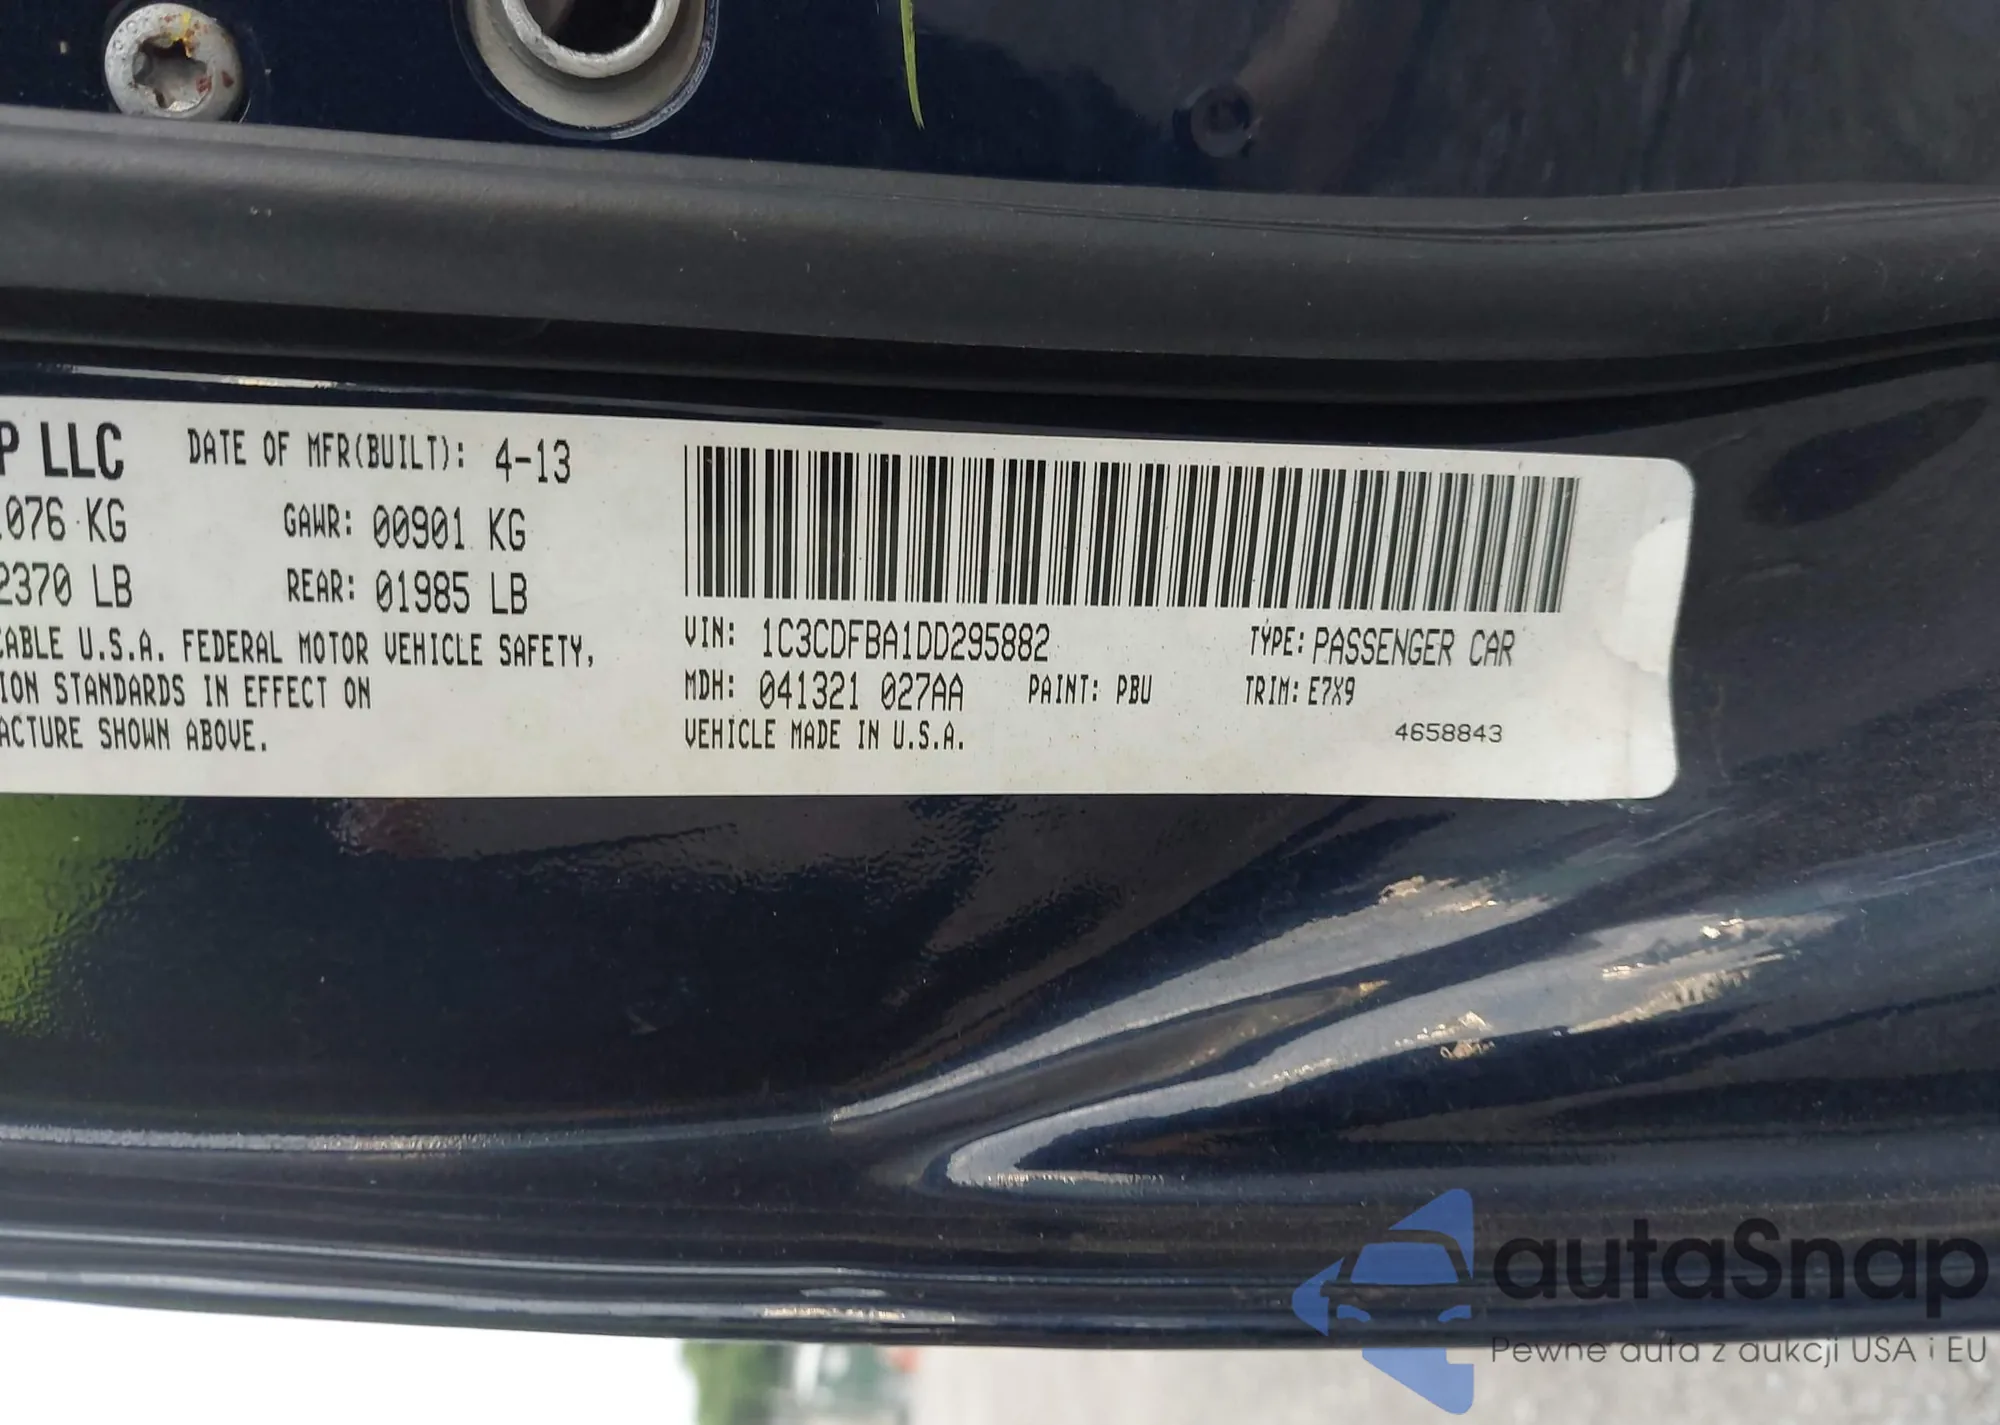 P LLC DATE OF MFR(BUILT): 4-13
076 KG GAWR: 00901 KG
2370 LB REAR: 01985 LB
CABLE U.S.A. FEDERAL MOTOR VEHICLE SAFETY,
ION STANDARDS IN EFFECT ON
ACTURE SHOWN ABOVE.
VIN: 1C3CDFBA1DD295882 TYPE: PASSENGER CAR
MDH: 041321 027AA PAINT: PBU TRIM: E7X9
VEHICLE MADE IN U.S.A. 4658843
autaSnap
Pewne auta z aukcji USA i EU